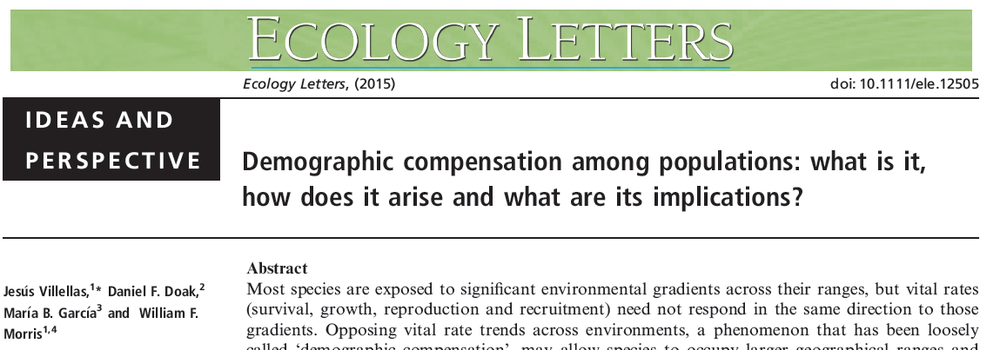 ECOLOGY LETTERS
Ecology Letters, (2015)
doi: 10.1111/ele.12505
IDEAS AND
PERSPECTIVE
Demographic compensation among populations: what is it,
how does it arise and what are its implications?
Jesús Villellas,1* Daniel F. Doak,2
María B. García3 and William F.
Morris1,4
Abstract
Most species are exposed to significant environmental gradients across their ranges, but vital rates
(survival, growth, reproduction and recruitment) need not respond in the same direction to those
gradients. Opposing vital rate trends across environments, a phenomenon that has been loosely
called ‘demographic compensation’, may allow species to occupy larger geographical ranges and